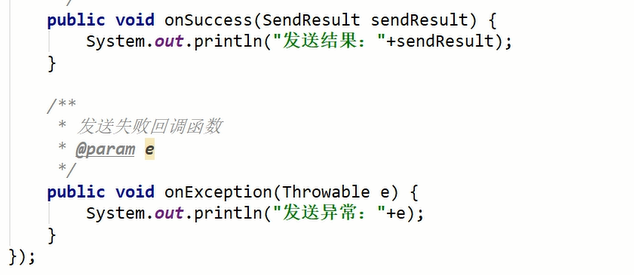 */
public void onSuccess(SendResult sendResult) {
    System.out.println("发送结果："+sendResult);
}

/**
 * 发送失败回调函数
 * @param e
 */
public void onException(Throwable e) {
    System.out.println("发送异常："+e);
}
});